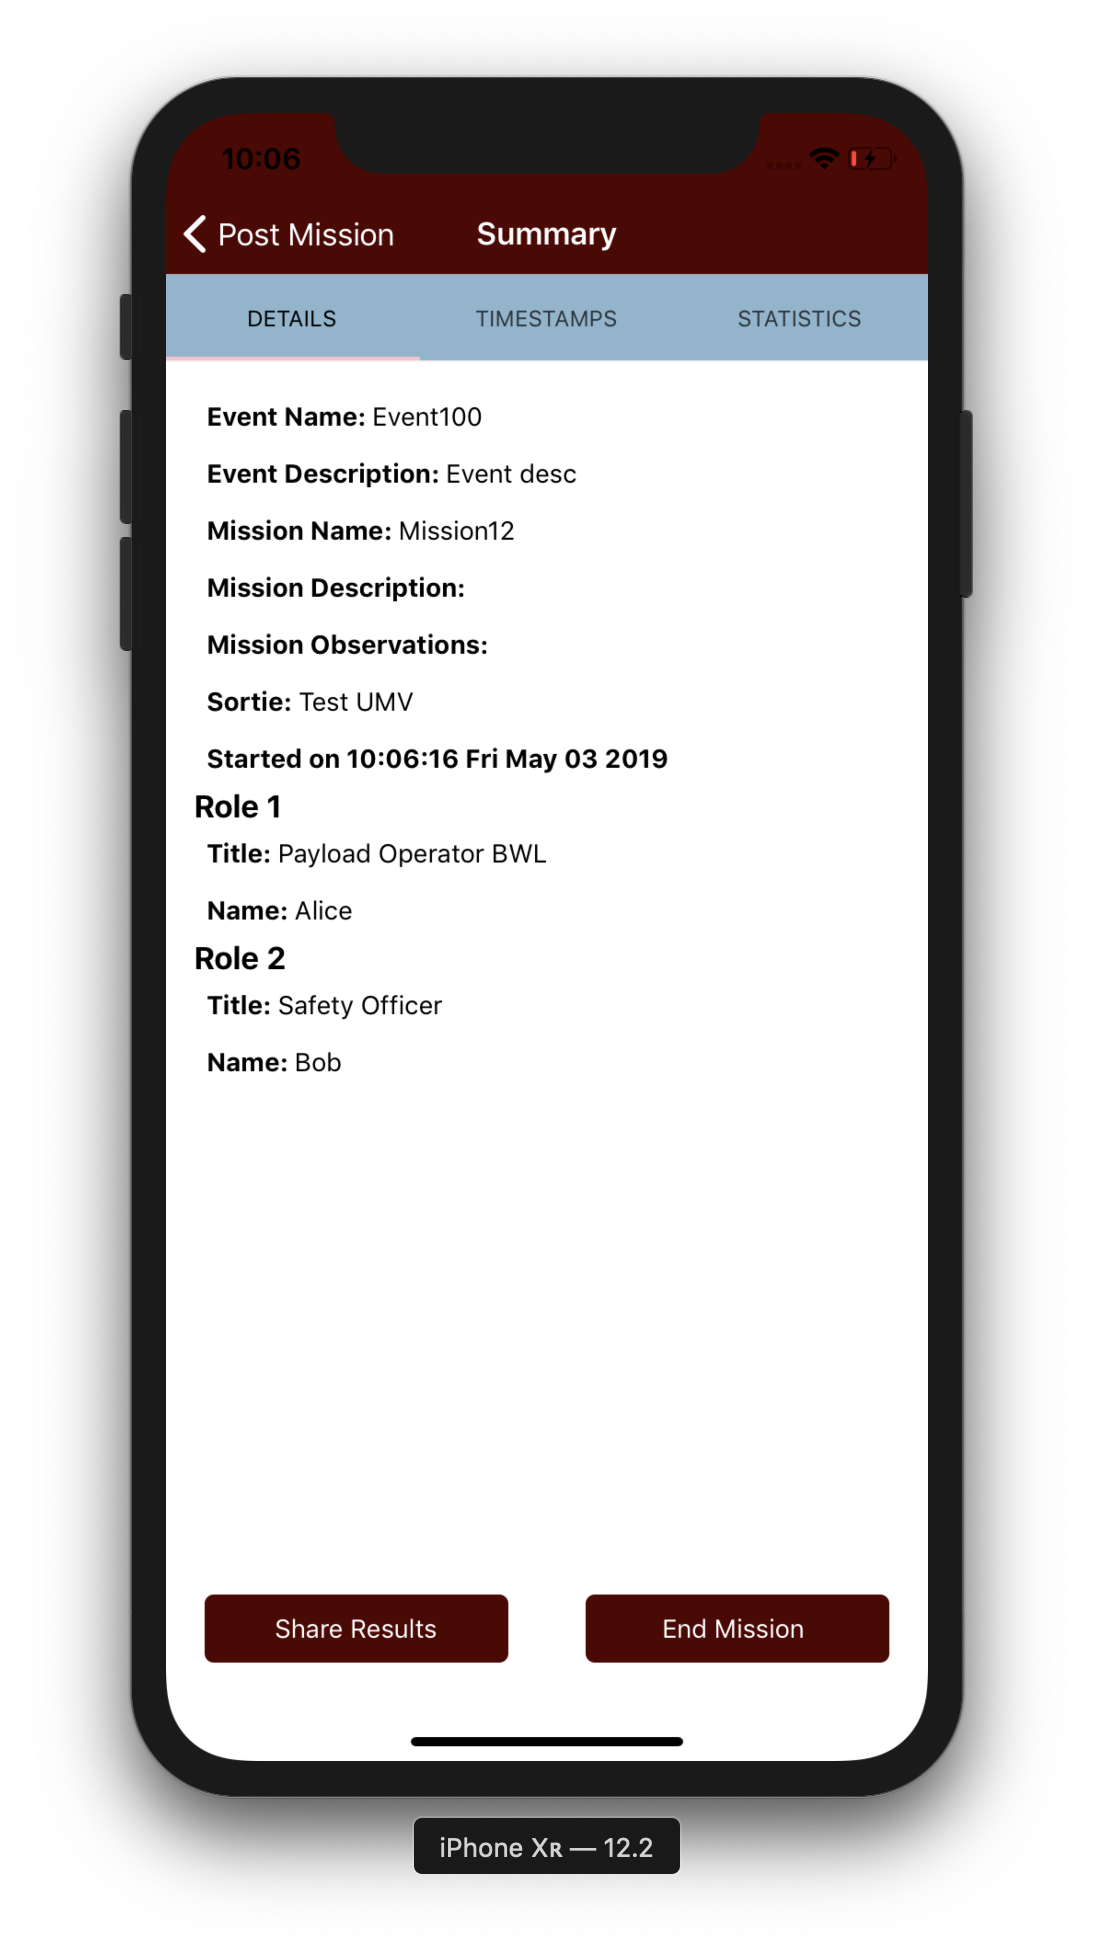 10:06
Post Mission Summary
DETAILS TIMESTAMPS STATISTICS
Event Name: Event100
Event Description: Event desc
Mission Name: Mission12
Mission Description:
Mission Observations:
Sortie: Test UMV
Started on 10:06:16 Fri May 03 2019
Role 1
Title: Payload Operator BWL
Name: Alice
Role 2
Title: Safety Officer
Name: Bob
Share Results End Mission
iPhone Xʀ — 12.2